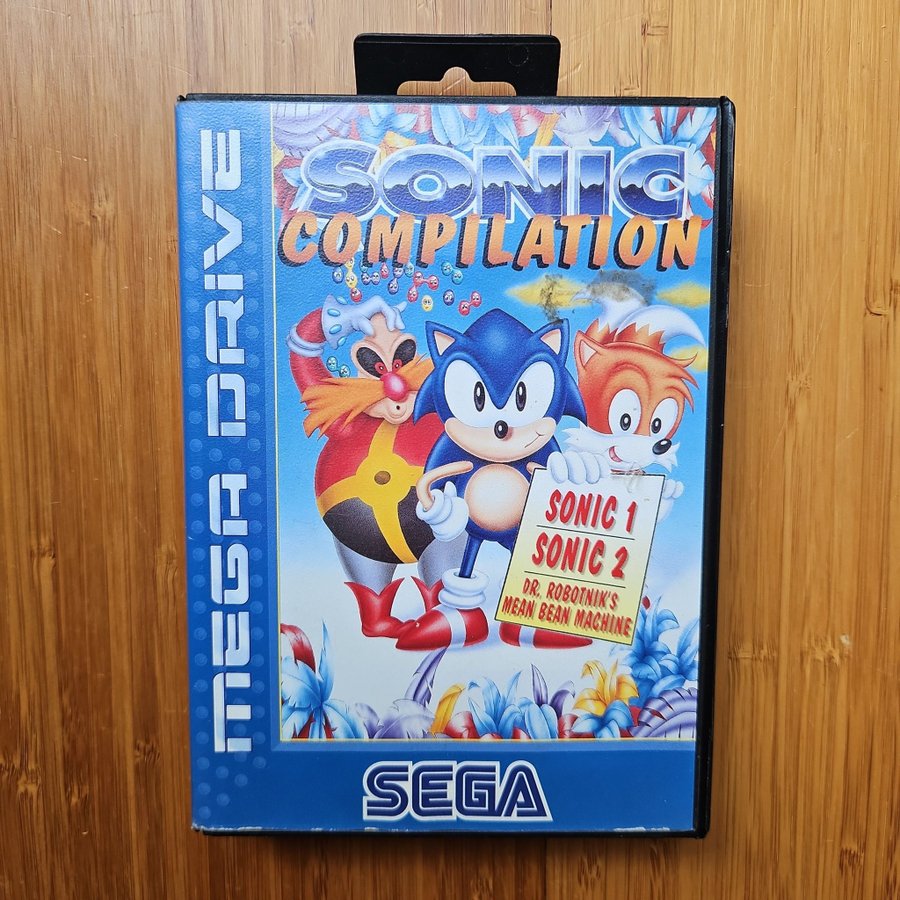 MEGA DRIVE
SONIC
COMPILATION
SONIC 1
SONIC 2
DR. ROBOTNIK'S
MEAN BEAN MACHINE
SEGA